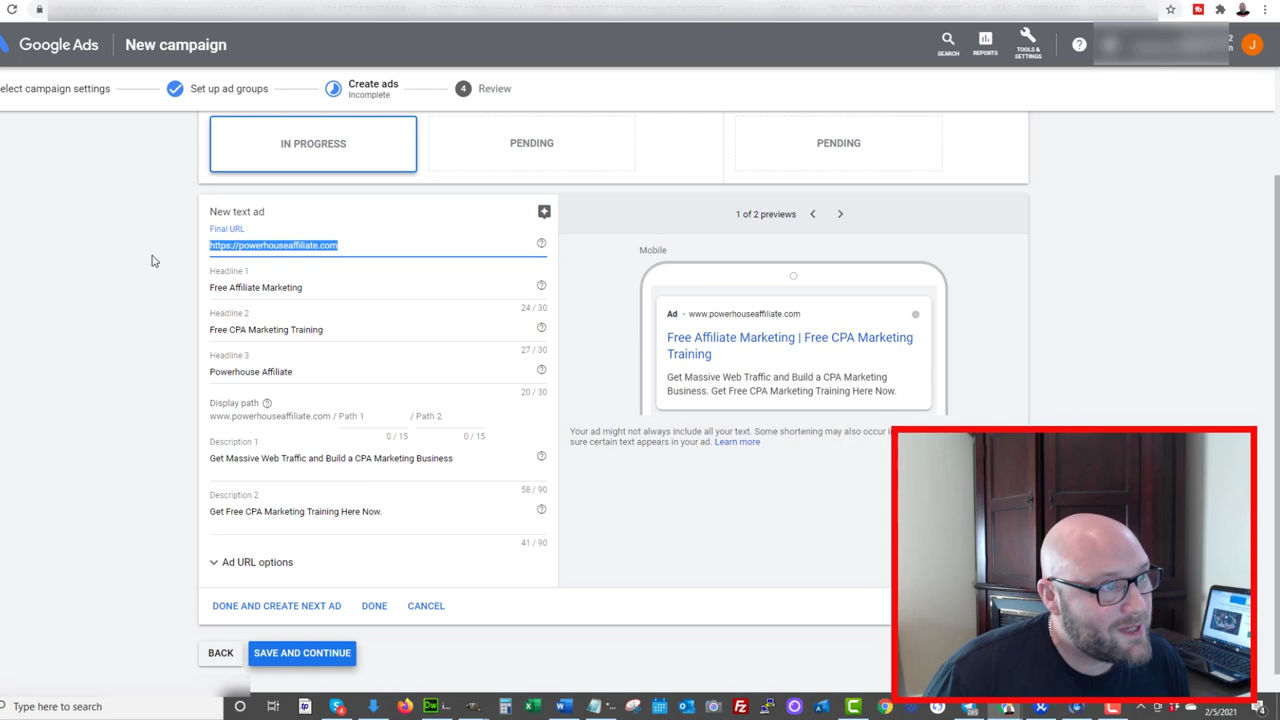 Google Ads
New campaign
SEARCH
REPORTS
TOOLS &
SETTINGS
2
J
elect campaign settings
Set up ad groups
Create ads
Incomplete
4
Review
IN PROGRESS
PENDING
PENDING
New text ad
Final URL
https://powerhouseaffiliate.com
Headline 1
Free Affiliate Marketing
24 / 30
Headline 2
Free CPA Marketing Training
27 / 30
Headline 3
Powerhouse Affiliate
20 / 30
Display path
www.powerhouseaffiliate.com / Path 1 / Path 2
0 / 15
0 / 15
Description 1
Get Massive Web Traffic and Build a CPA Marketing Business
58 / 90
Description 2
Get Free CPA Marketing Training Here Now.
41 / 90
Ad URL options
DONE AND CREATE NEXT AD
DONE
CANCEL
1 of 2 previews
Mobile
Ad · www.powerhouseaffiliate.com
Free Affiliate Marketing | Free CPA Marketing
Training
Get Massive Web Traffic and Build a CPA Marketing
Business. Get Free CPA Marketing Training Here Now.
Your ad might not always include all your text. Some shortening may also occur i
sure certain text appears in your ad. Learn more
BACK
SAVE AND CONTINUE
Type here to search
2/5/2021